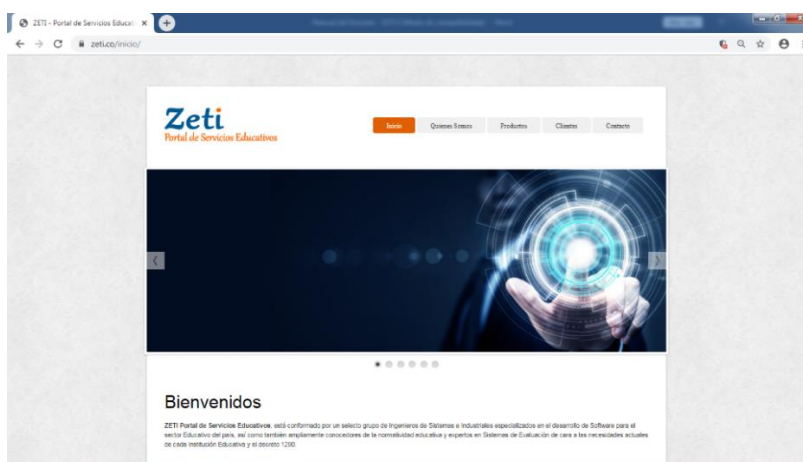 ZETI - Portal de Servicios Educat
zeti.co/inicio/
Zeti
Portal de Servicios Educativos
Inicio Quienes Somos Productos Clientes Contacto
Bienvenidos
ZETI Portal de Servicios Educativos, está conformado por un selecto grupo de Ingenieros de Sistemas e Industriales especializados en el desarrollo de Software para el
sector Educativo del país, así como también ampliamente conocedores de la normatividad educativa y expertos en Sistemas de Evaluación de cara a las necesidades actuales
de cada Institución Educativa y el decreto 1290.